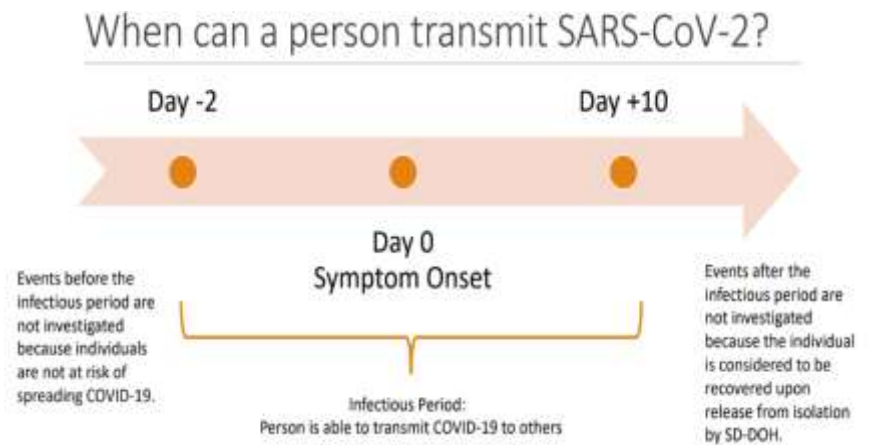 When can a person transmit SARS-CoV-2?
Day -2
Day +10
Day 0
Symptom Onset
Events before the
infectious period are
not investigated
because individuals
are not at risk of
spreading COVID-19.
Infectious Period:
Person is able to transmit COVID-19 to others
Events after the
infectious period are
not investigated
because the individual
is considered to be
recovered upon
release from isolation
by SD-DOH.